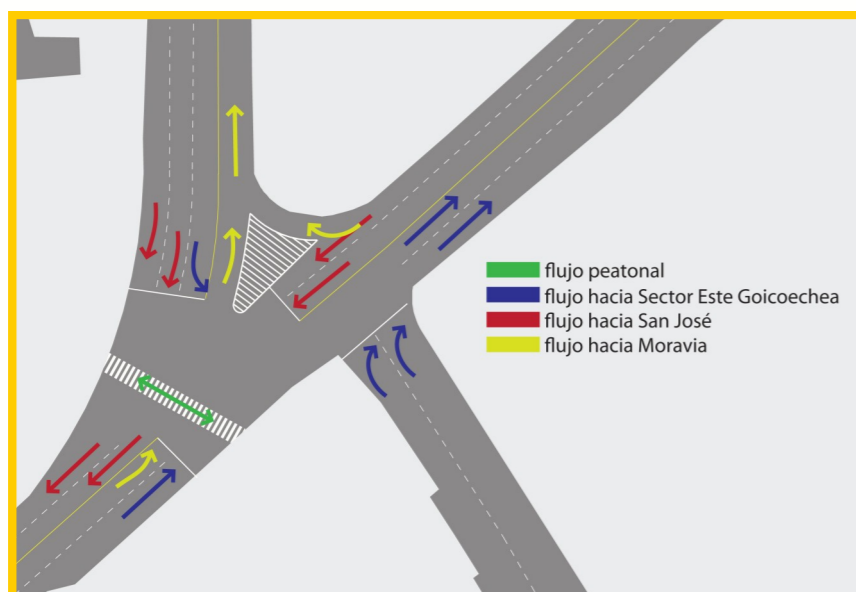 flujo peatonal
flujo hacia Sector Este Goicoechea
flujo hacia San José
flujo hacia Moravia